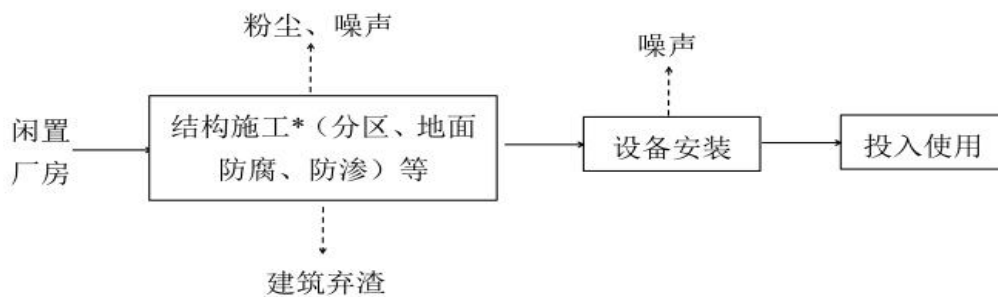 粉尘、噪声
噪声
闲置
厂房
结构施工*（分区、地面
防腐、防渗）等
设备安装
投入使用
建筑弃渣